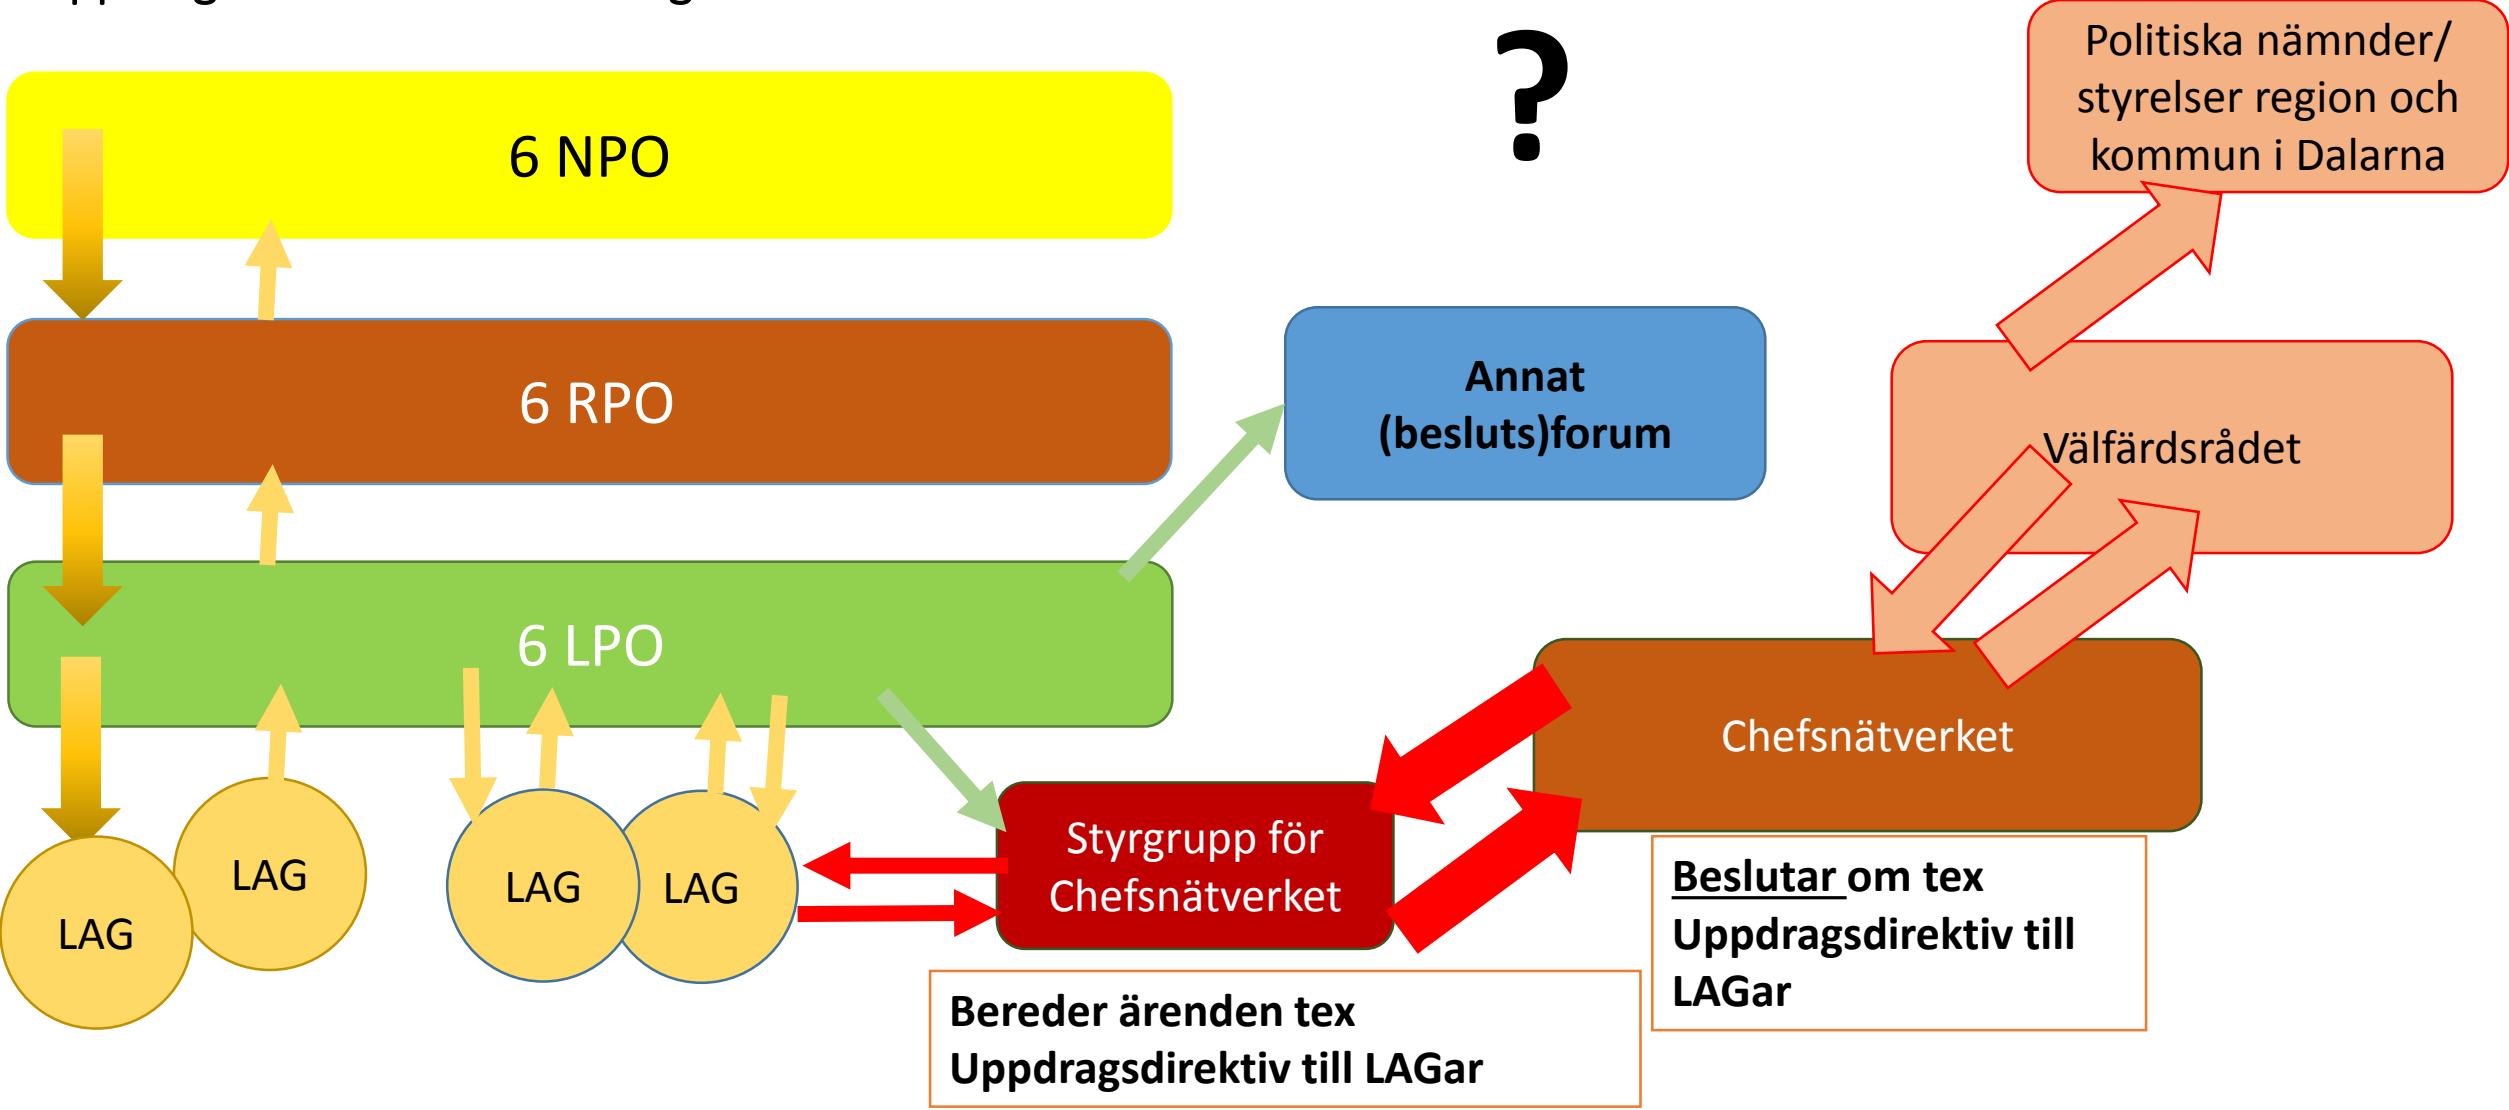 ?
Politiska nämnder/
styrelser region och
kommun i Dalarna
6 NPO
6 RPO
Annat
(besluts)forum
Välfärdsrådet
6 LPO
Chefsnätverket
Styrgrupp för
Chefsnätverket
LAG
LAG
LAG
LAG
Beslutar om tex
Uppdragsdirektiv till
LAGar
Bereder ärenden tex
Uppdragsdirektiv till LAGar